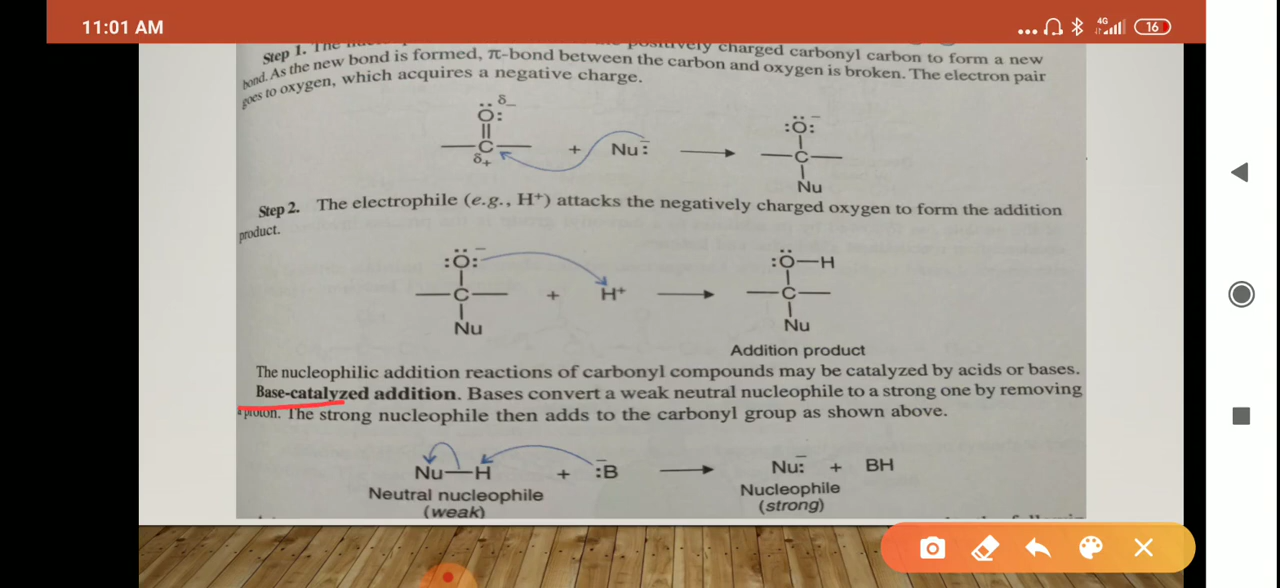 11:01 AM
4G
16
Step 1. The positively charged carbonyl carbon to form a new
bond. As the new bond is formed, π-bond between the carbon and oxygen is broken. The electron pair
goes to oxygen, which acquires a negative charge.
:Ö: δ–
C δ+ + Nu:⁻ → :Ö:⁻
C
Nu
Step 2. The electrophile (e.g., H⁺) attacks the negatively charged oxygen to form the addition
product.
:Ö:⁻ :Ö—H
C + H⁺ → C
Nu Nu
Addition product
The nucleophilic addition reactions of carbonyl compounds may be catalyzed by acids or bases.
Base-catalyzed addition. Bases convert a weak neutral nucleophile to a strong one by removing
a proton. The strong nucleophile then adds to the carbonyl group as shown above.
Nu—H + :B̄ → Nu:⁻ + BH
Neutral nucleophile Nucleophile
(weak) (strong)